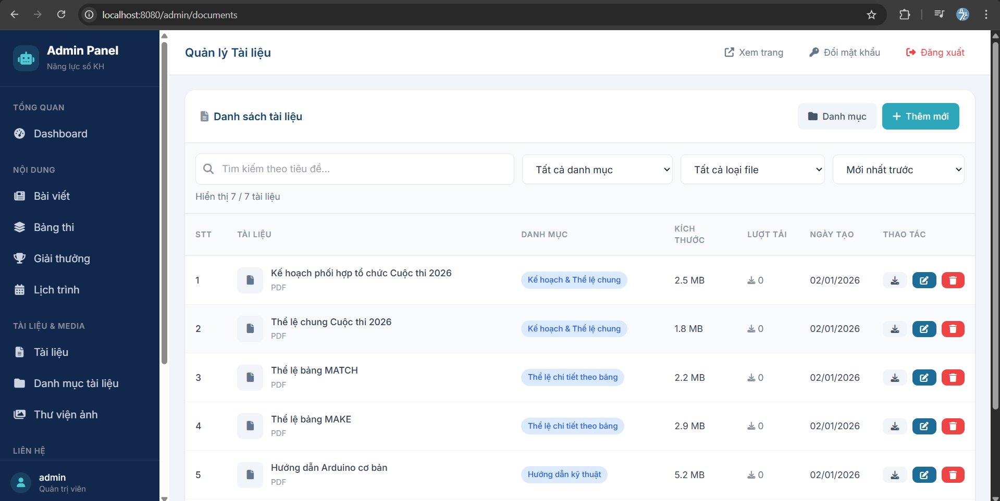 localhost:8080/admin/documents
Admin Panel
Năng lực số KH
TỔNG QUAN
Dashboard
NỘI DUNG
Bài viết
Bảng thi
Giải thưởng
Lịch trình
TÀI LIỆU & MEDIA
Tài liệu
Danh mục tài liệu
Thư viện ảnh
LIÊN HỆ
admin
Quản trị viên
Quản lý Tài liệu
Xem trang
Đổi mật khẩu
Đăng xuất
Danh sách tài liệu
Danh mục
+ Thêm mới
Tìm kiếm theo tiêu đề...
Tất cả danh mục
Tất cả loại file
Mới nhất trước
Hiển thị 7 / 7 tài liệu
STT TÀI LIỆU DANH MỤC KÍCH THƯỚC LƯỢT TẢI NGÀY TẠO THAO TÁC
1 Kế hoạch phối hợp tổ chức Cuộc thi 2026 Kế hoạch & Thể lệ chung 2.5 MB 0 02/01/2026
PDF
2 Thể lệ chung Cuộc thi 2026 Kế hoạch & Thể lệ chung 1.8 MB 0 02/01/2026
PDF
3 Thể lệ bảng MATCH Thể lệ chi tiết theo bảng 2.2 MB 0 02/01/2026
PDF
4 Thể lệ bảng MAKE Thể lệ chi tiết theo bảng 2.9 MB 0 02/01/2026
PDF
5 Hướng dẫn Arduino cơ bản Hướng dẫn kỹ thuật 5.2 MB 0 02/01/2026
PDF